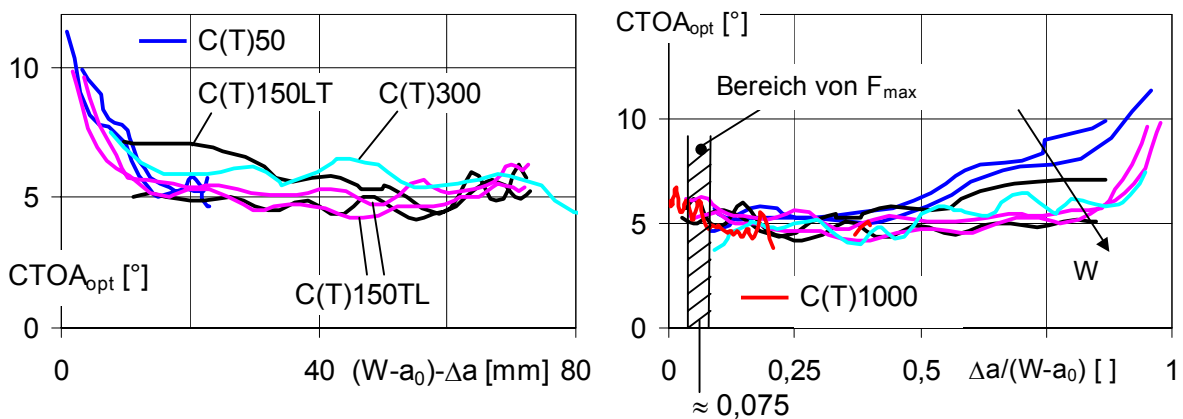 C(T)50
10
C(T)150LT
C(T)300
5
CTOAopt [°]
C(T)150TL
0
0
40
(W-a0)-Δa [mm]
80
CTOAopt [°]
Bereich von Fmax
10
5
W
C(T)1000
0
0
0,25
0,5
Δa/(W-a0) [ ]
1
≈ 0,075